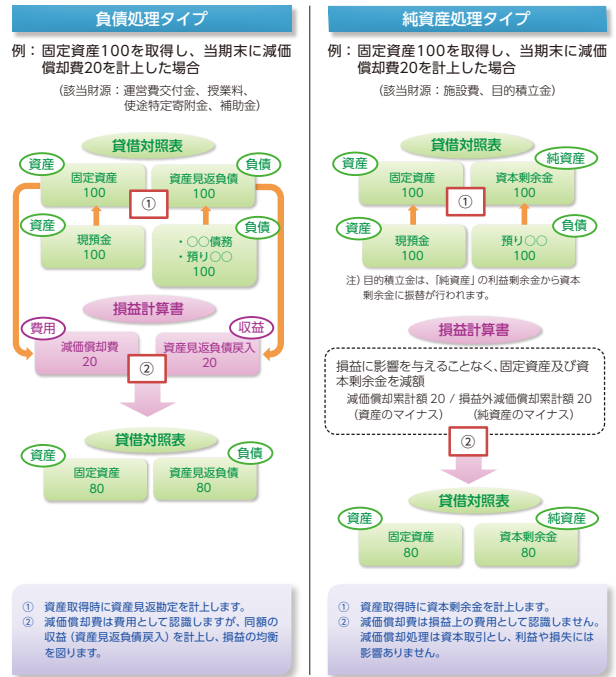 負債処理タイプ
例：固定資産100を取得し、当期末に減価
償却費20を計上した場合
（該当財源：運営費交付金、授業料、
使途特定寄附金、補助金）
貸借対照表
資産
負債
固定資産
100
資産見返負債
100
①
資産
負債
現預金
100
・〇〇債務
・預り〇〇
100
損益計算書
費用
収益
減価償却費
20
資産見返負債戻入
20
②
貸借対照表
資産
負債
固定資産
80
資産見返負債
80
① 資産取得時に資産見返勘定を計上します。
② 減価償却費は費用として認識しますが、同額の
収益（資産見返負債戻入）を計上し、損益の均衡
を図ります。
純資産処理タイプ
例：固定資産100を取得し、当期末に減価
償却費20を計上した場合
（該当財源：施設費、目的積立金）
貸借対照表
資産
純資産
固定資産
100
資本剰余金
100
①
資産
負債
現預金
100
預り〇〇
100
注）目的積立金は、「純資産」の利益剰余金から資本
剰余金に振替が行われます。
損益計算書
損益に影響を与えることなく、固定資産及び資
本剰余金を減額
減価償却累計額 20 / 損益外減価償却累計額 20
（資産のマイナス）　（純資産のマイナス）
②
貸借対照表
資産
純資産
固定資産
80
資本剰余金
80
① 資産取得時に資本剰余金を計上します。
② 減価償却費は損益上の費用として認識しません。
減価償却処理は資本取引とし、利益や損失には
影響ありません。